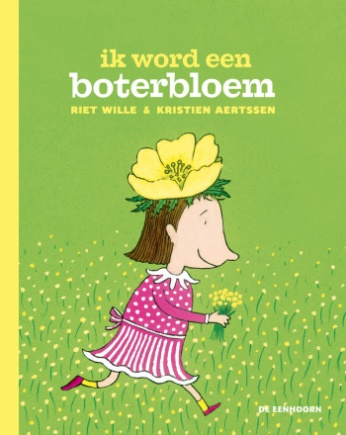 ik word een
boterbloem
RIET WILLE & KRISTIEN AERTSSEN
DE EENHOORN